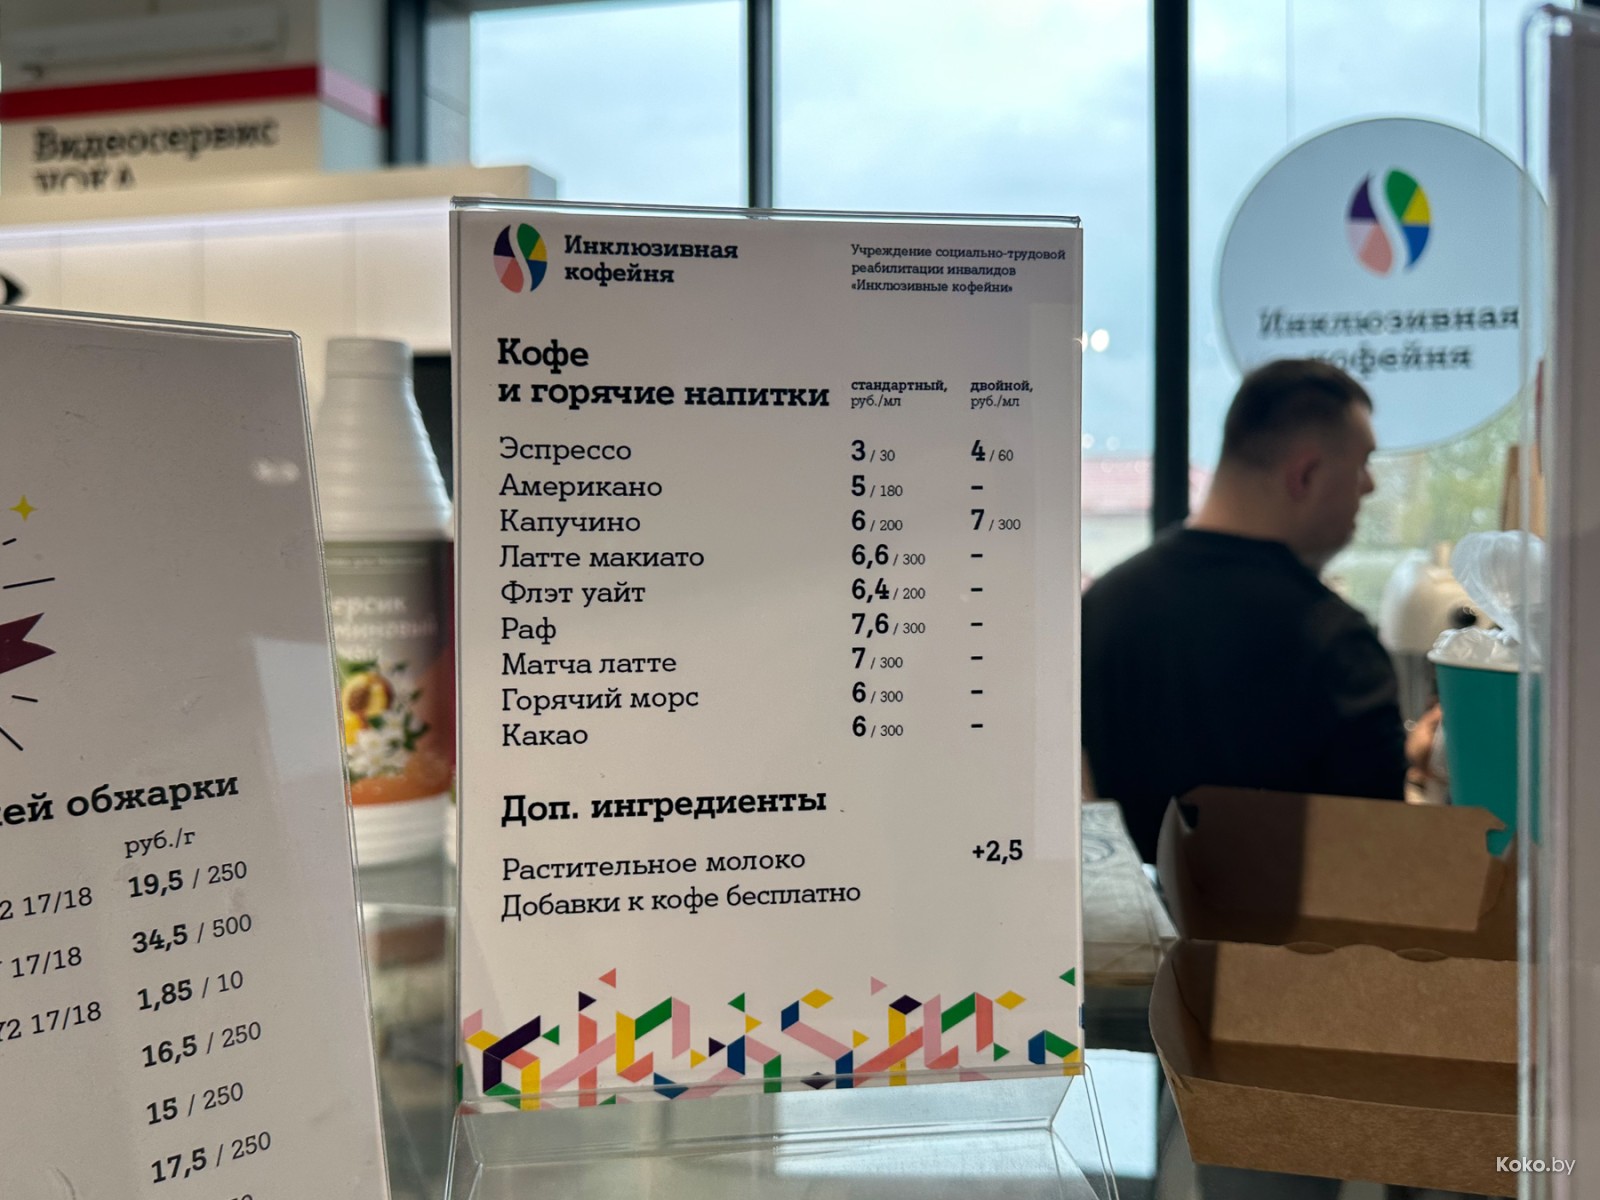 Видеосервис
VOKA
Инклюзивная
кофейня
Учреждение социально-трудовой
реабилитации инвалидов
«Инклюзивные кофейни»
Инклюзивная
кофейня
Кофе
и горячие напитки
стандартный,
руб./мл
двойной,
руб./мл
Эспрессо 3 / 30 4 / 60
Американо 5 / 180 –
Капучино 6 / 200 7 / 300
Латте макиато 6,6 / 300 –
Флэт уайт 6,4 / 200 –
Раф 7,6 / 300 –
Матча латте 7 / 300 –
Горячий морс 6 / 300 –
Какао 6 / 300 –
Доп. ингредиенты
Растительное молоко +2,5
Добавки к кофе бесплатно
ей обжарки
руб./г
2 17/18 19,5 / 250
17/18 34,5 / 500
Y2 17/18 1,85 / 10
16,5 / 250
15 / 250
17,5 / 250
Koko.by